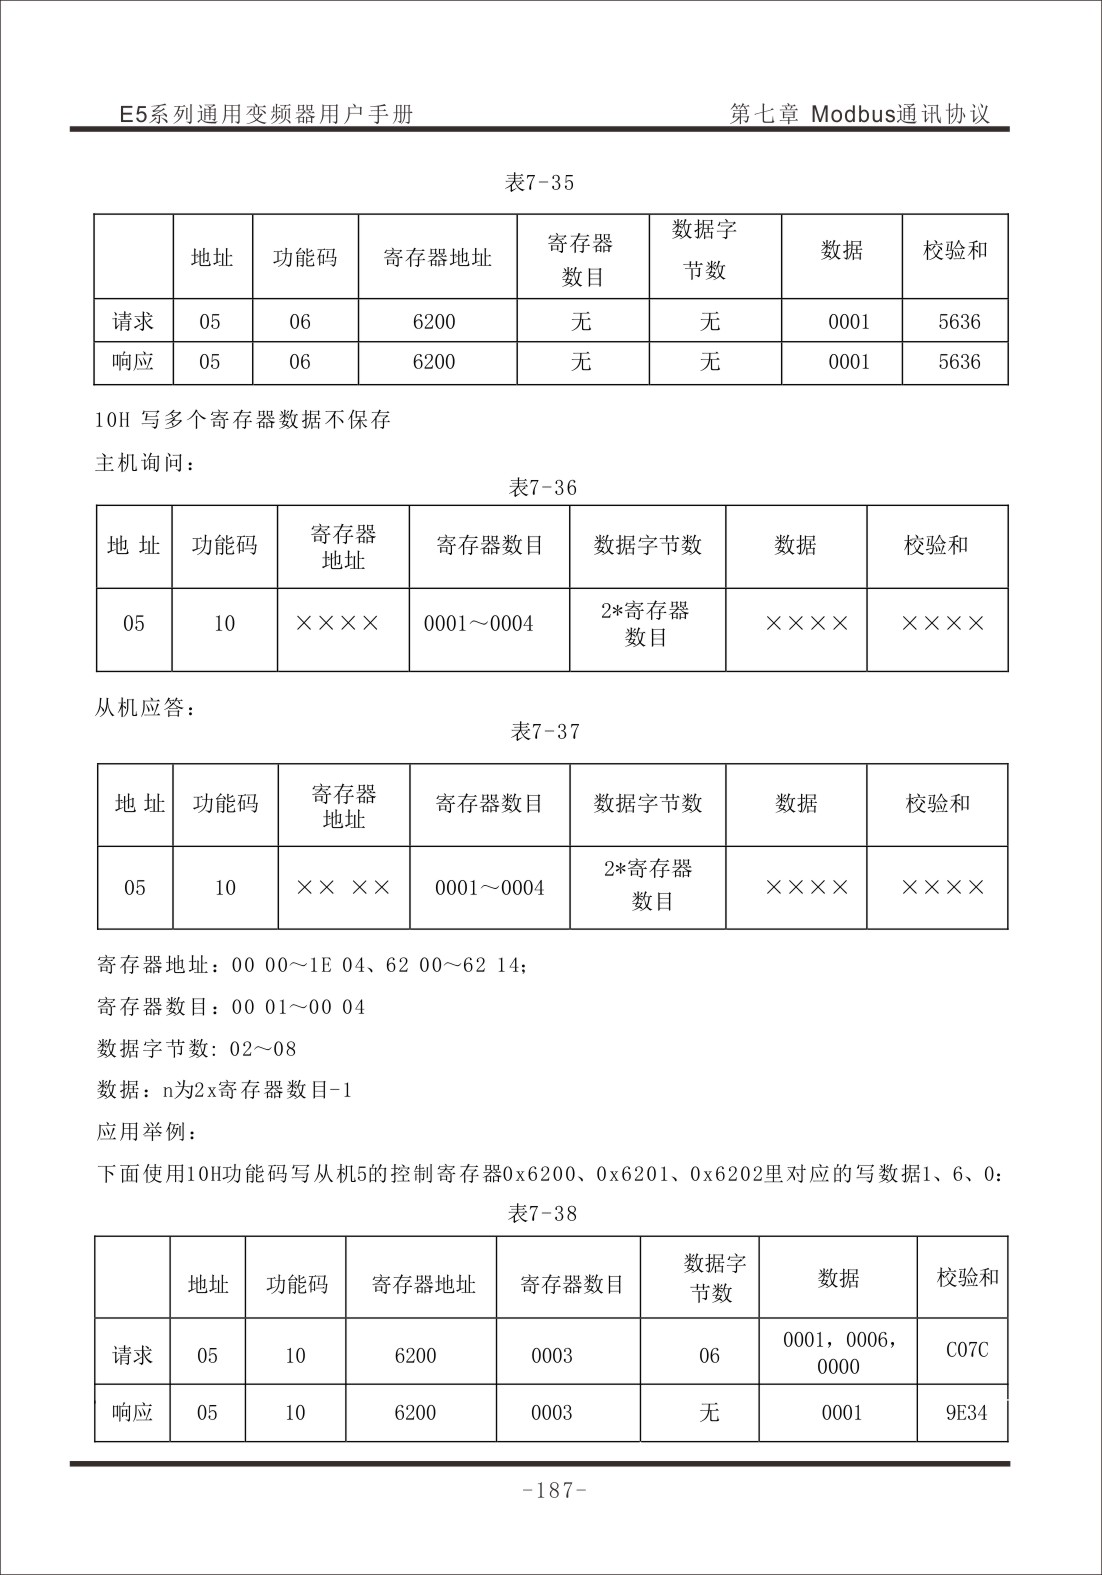 E5系列通用变频器用户手册 第七章 Modbus通讯协议
表7-35
地址 功能码 寄存器地址 寄存器数目 数据字节数 数据 校验和
请求 05 06 6200 无 无 0001 5636
响应 05 06 6200 无 无 0001 5636
10H 写多个寄存器数据不保存
主机询问：
表7-36
地 址 功能码 寄存器地址 寄存器数目 数据字节数 数据 校验和
05 10 ×××× 0001～0004 2*寄存器数目 ×××× ××××
从机应答：
表7-37
地 址 功能码 寄存器地址 寄存器数目 数据字节数 数据 校验和
05 10 ×× ×× 0001～0004 2*寄存器数目 ×××× ××××
寄存器地址：00 00～1E 04、62 00～62 14；
寄存器数目：00 01～00 04
数据字节数: 02～08
数据：n为2x寄存器数目-1
应用举例：
下面使用10H功能码写从机5的控制寄存器0x6200、0x6201、0x6202里对应的写数据1、6、0：
表7-38
地址 功能码 寄存器地址 寄存器数目 数据字节数 数据 校验和
请求 05 10 6200 0003 06 0001，0006，0000 C07C
响应 05 10 6200 0003 无 0001 9E34
-187-